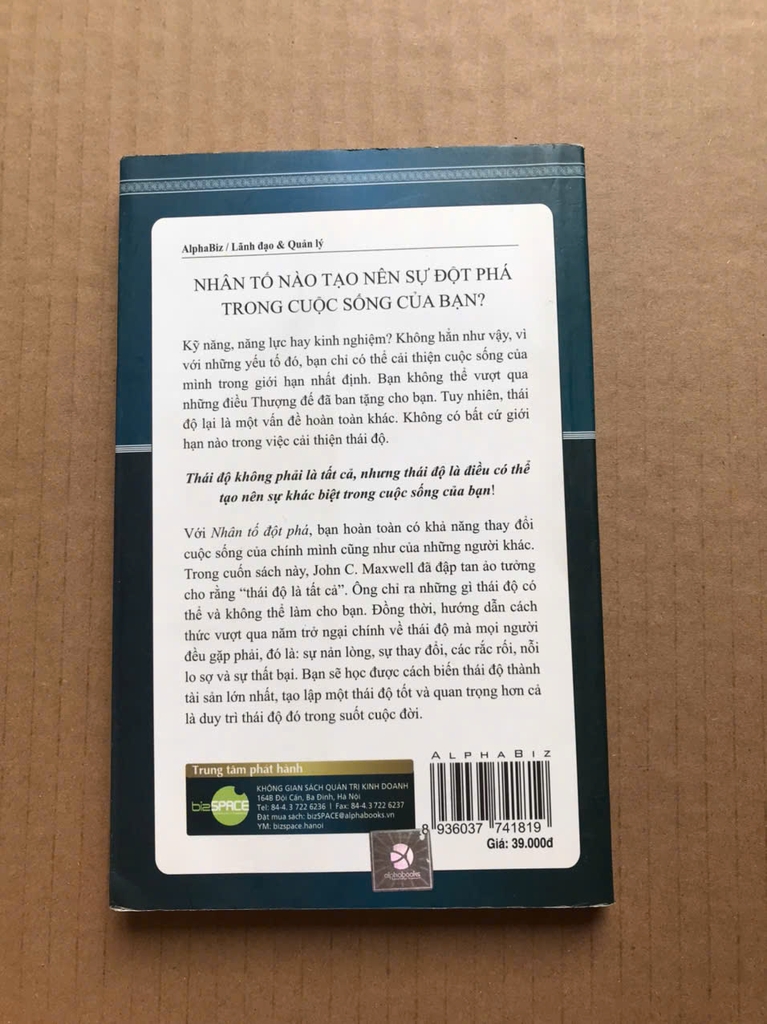 AlphaBiz / Lãnh đạo & Quản lý
NHÂN TỐ NÀO TẠO NÊN SỰ ĐỘT PHÁ
TRONG CUỘC SỐNG CỦA BẠN?
Kỹ năng, năng lực hay kinh nghiệm? Không hẳn như vậy, vì
với những yếu tố đó, bạn chỉ có thể cải thiện cuộc sống của
mình trong giới hạn nhất định. Bạn không thể vượt qua
những điều Thượng đế đã ban tặng cho bạn. Tuy nhiên, thái
độ lại là một vấn đề hoàn toàn khác. Không có bất cứ giới
hạn nào trong việc cải thiện thái độ.
Thái độ không phải là tất cả, nhưng thái độ là điều có thể
tạo nên sự khác biệt trong cuộc sống của bạn!
Với Nhân tố đột phá, bạn hoàn toàn có khả năng thay đổi
cuộc sống của chính mình cũng như của những người khác.
Trong cuốn sách này, John C. Maxwell đã đập tan ảo tưởng
cho rằng “thái độ là tất cả”. Ông chỉ ra những gì thái độ có
thể và không thể làm cho bạn. Đồng thời, hướng dẫn cách
thức vượt qua năm trở ngại chính về thái độ mà mọi người
đều gặp phải, đó là: sự nản lòng, sự thay đổi, các rắc rối, nỗi
lo sợ và sự thất bại. Bạn sẽ học được cách biến thái độ thành
tài sản lớn nhất, tạo lập một thái độ tốt và quan trọng hơn cả
là duy trì thái độ đó trong suốt cuộc đời.
Trung tâm phát hành
bizSPACE
KHÔNG GIAN SÁCH QUẢN TRỊ KINH DOANH
164B Đội Cấn, Ba Đình, Hà Nội
Tel: 84-4.3 722 6236 | Fax: 84-4.3 722 6237
Đặt mua sách: bizSPACE@alphabooks.vn
YM: bizspace.hanoi
ALPHABIZ
8 936037 741819
Giá: 39.000đ
alphabooks